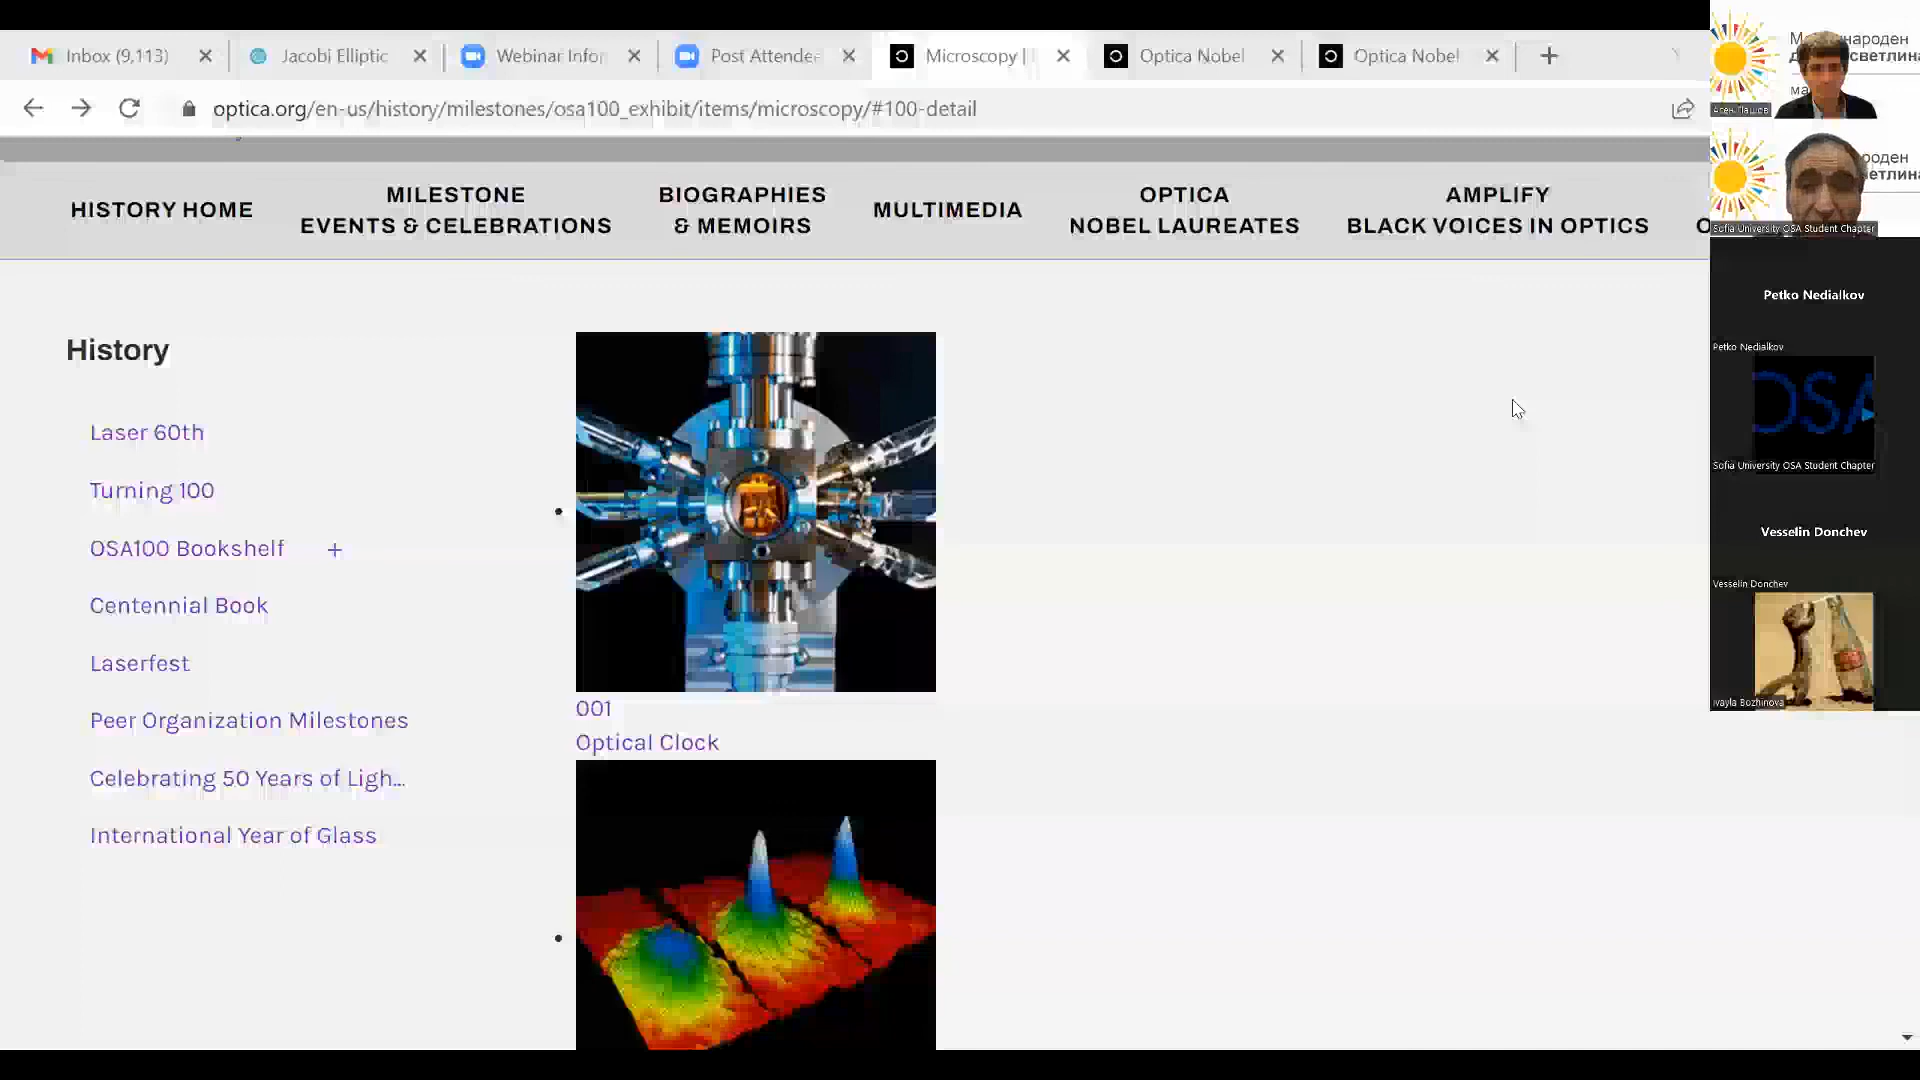 Inbox (9,113)
Jacobi Elliptic
Webinar Infor
Post Attende
Microscopy |
Optica Nobel
Optica Nobel
optica.org/en-us/history/milestones/osa100_exhibit/items/microscopy/#100-detail
HISTORY HOME
MILESTONE
EVENTS & CELEBRATIONS
BIOGRAPHIES
& MEMOIRS
MULTIMEDIA
OPTICA
NOBEL LAUREATES
AMPLIFY
BLACK VOICES IN OPTICS
History
Laser 60th
Turning 100
OSA100 Bookshelf +
Centennial Book
Laserfest
Peer Organization Milestones
Celebrating 50 Years of Ligh...
International Year of Glass
001
Optical Clock
Асен Пашов
Sofia University OSA Student Chapter
Petko Nedialkov
Petko Nedialkov
OSA
Sofia University OSA Student Chapter
Vesselin Donchev
Vesselin Donchev
Ivayla Bozhinova